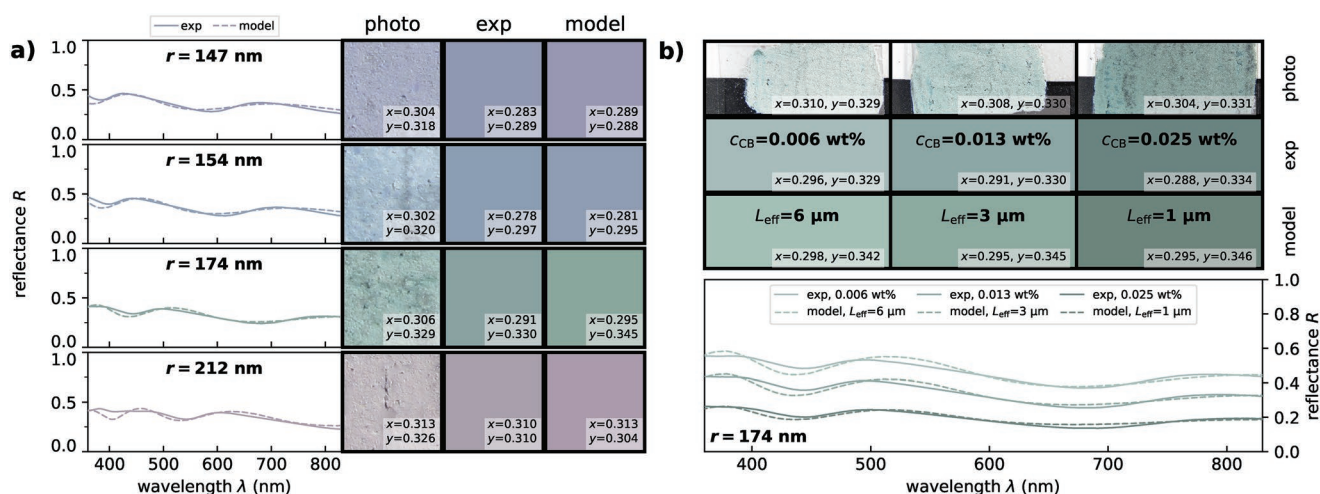 a)
exp model
photo exp model
reflectance R
1.0
0.5
0.0
r = 147 nm
x=0.304
y=0.318
x=0.283
y=0.289
x=0.289
y=0.288
1.0
0.5
0.0
r = 154 nm
x=0.302
y=0.320
x=0.278
y=0.297
x=0.281
y=0.295
1.0
0.5
0.0
r = 174 nm
x=0.306
y=0.329
x=0.291
y=0.330
x=0.295
y=0.345
1.0
0.5
0.0
r = 212 nm
x=0.313
y=0.326
x=0.310
y=0.310
x=0.313
y=0.304
400 500 600 700 800
wavelength λ (nm)
b)
x=0.310, y=0.329
x=0.308, y=0.330
x=0.304, y=0.331
photo
cCB=0.006 wt%
x=0.296, y=0.329
cCB=0.013 wt%
x=0.291, y=0.330
cCB=0.025 wt%
x=0.288, y=0.334
exp
Leff=6 μm
x=0.298, y=0.342
Leff=3 μm
x=0.295, y=0.345
Leff=1 μm
x=0.295, y=0.346
model
exp, 0.006 wt% exp, 0.013 wt% exp, 0.025 wt%
model, Leff=6 μm model, Leff=3 μm model, Leff=1 μm
r = 174 nm
1.0
0.8
0.6
0.4
0.2
0.0
reflectance R
400 500 600 700 800
wavelength λ (nm)